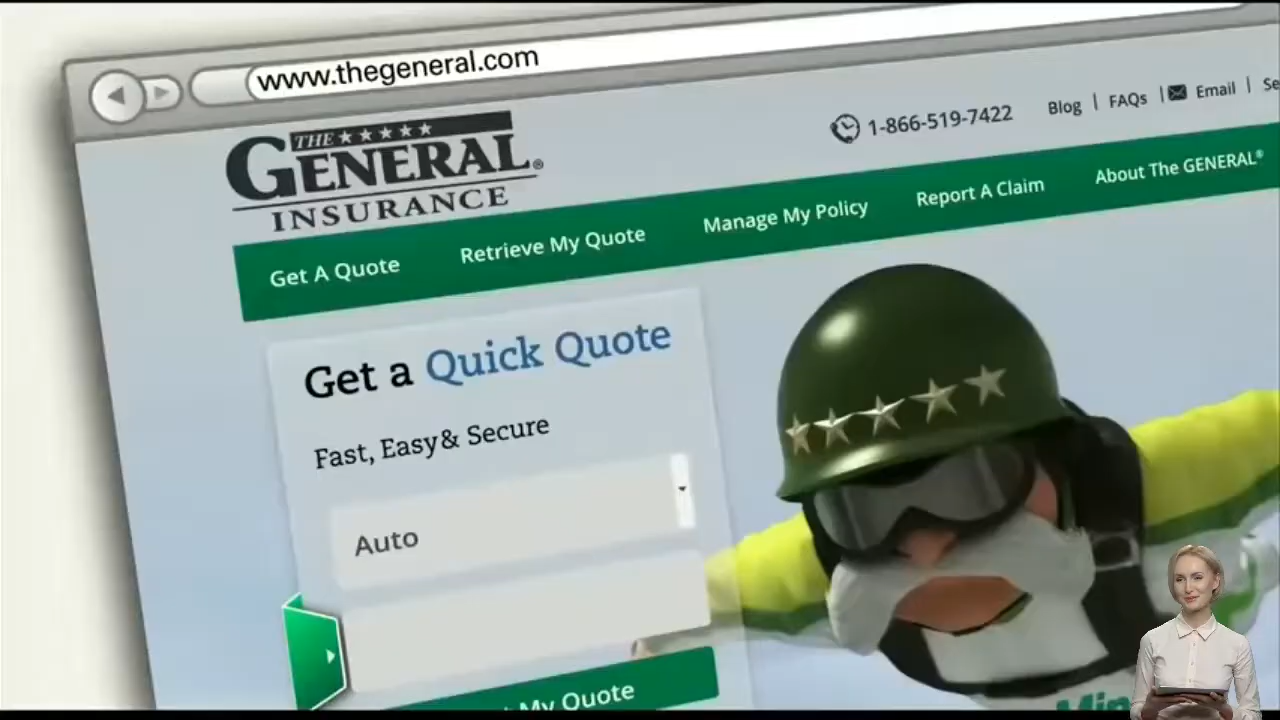 www.thegeneral.com
THE
GENERAL®
INSURANCE
1-866-519-7422
Blog | FAQs | Email |
Get A Quote
Retrieve My Quote
Manage My Policy
Report A Claim
About The GENERAL®
Get a Quick Quote
Fast, Easy & Secure
Auto
My Quote